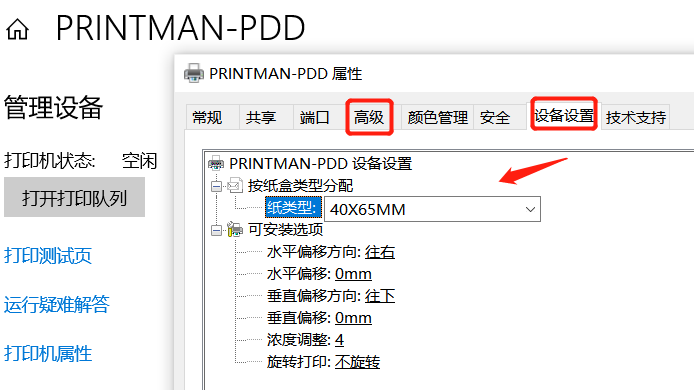 PRINTMAN-PDD
管理设备
打印机状态: 空闲
打开打印队列
打印测试页
运行疑难解答
打印机属性
PRINTMAN-PDD 属性
常规 共享 端口 高级 颜色管理 安全 设备设置 技术支持
PRINTMAN-PDD 设备设置
按纸盒类型分配
纸类型: 40X65MM
可安装选项
水平偏移方向: 往右
水平偏移: 0mm
垂直偏移方向: 往下
垂直偏移: 0mm
浓度调整: 4
旋转打印: 不旋转